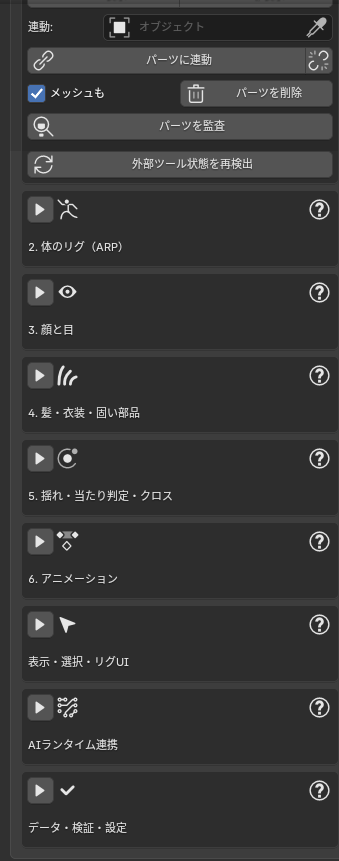 連動:
オブジェクト
パーツに連動
メッシュも
パーツを削除
パーツを監査
外部ツール状態を再検出
2. 体のリグ（ARP）
3. 顔と目
4. 髪・衣装・固い部品
5. 揺れ・当たり判定・クロス
6. アニメーション
表示・選択・リグUI
AIランタイム連携
データ・検証・設定